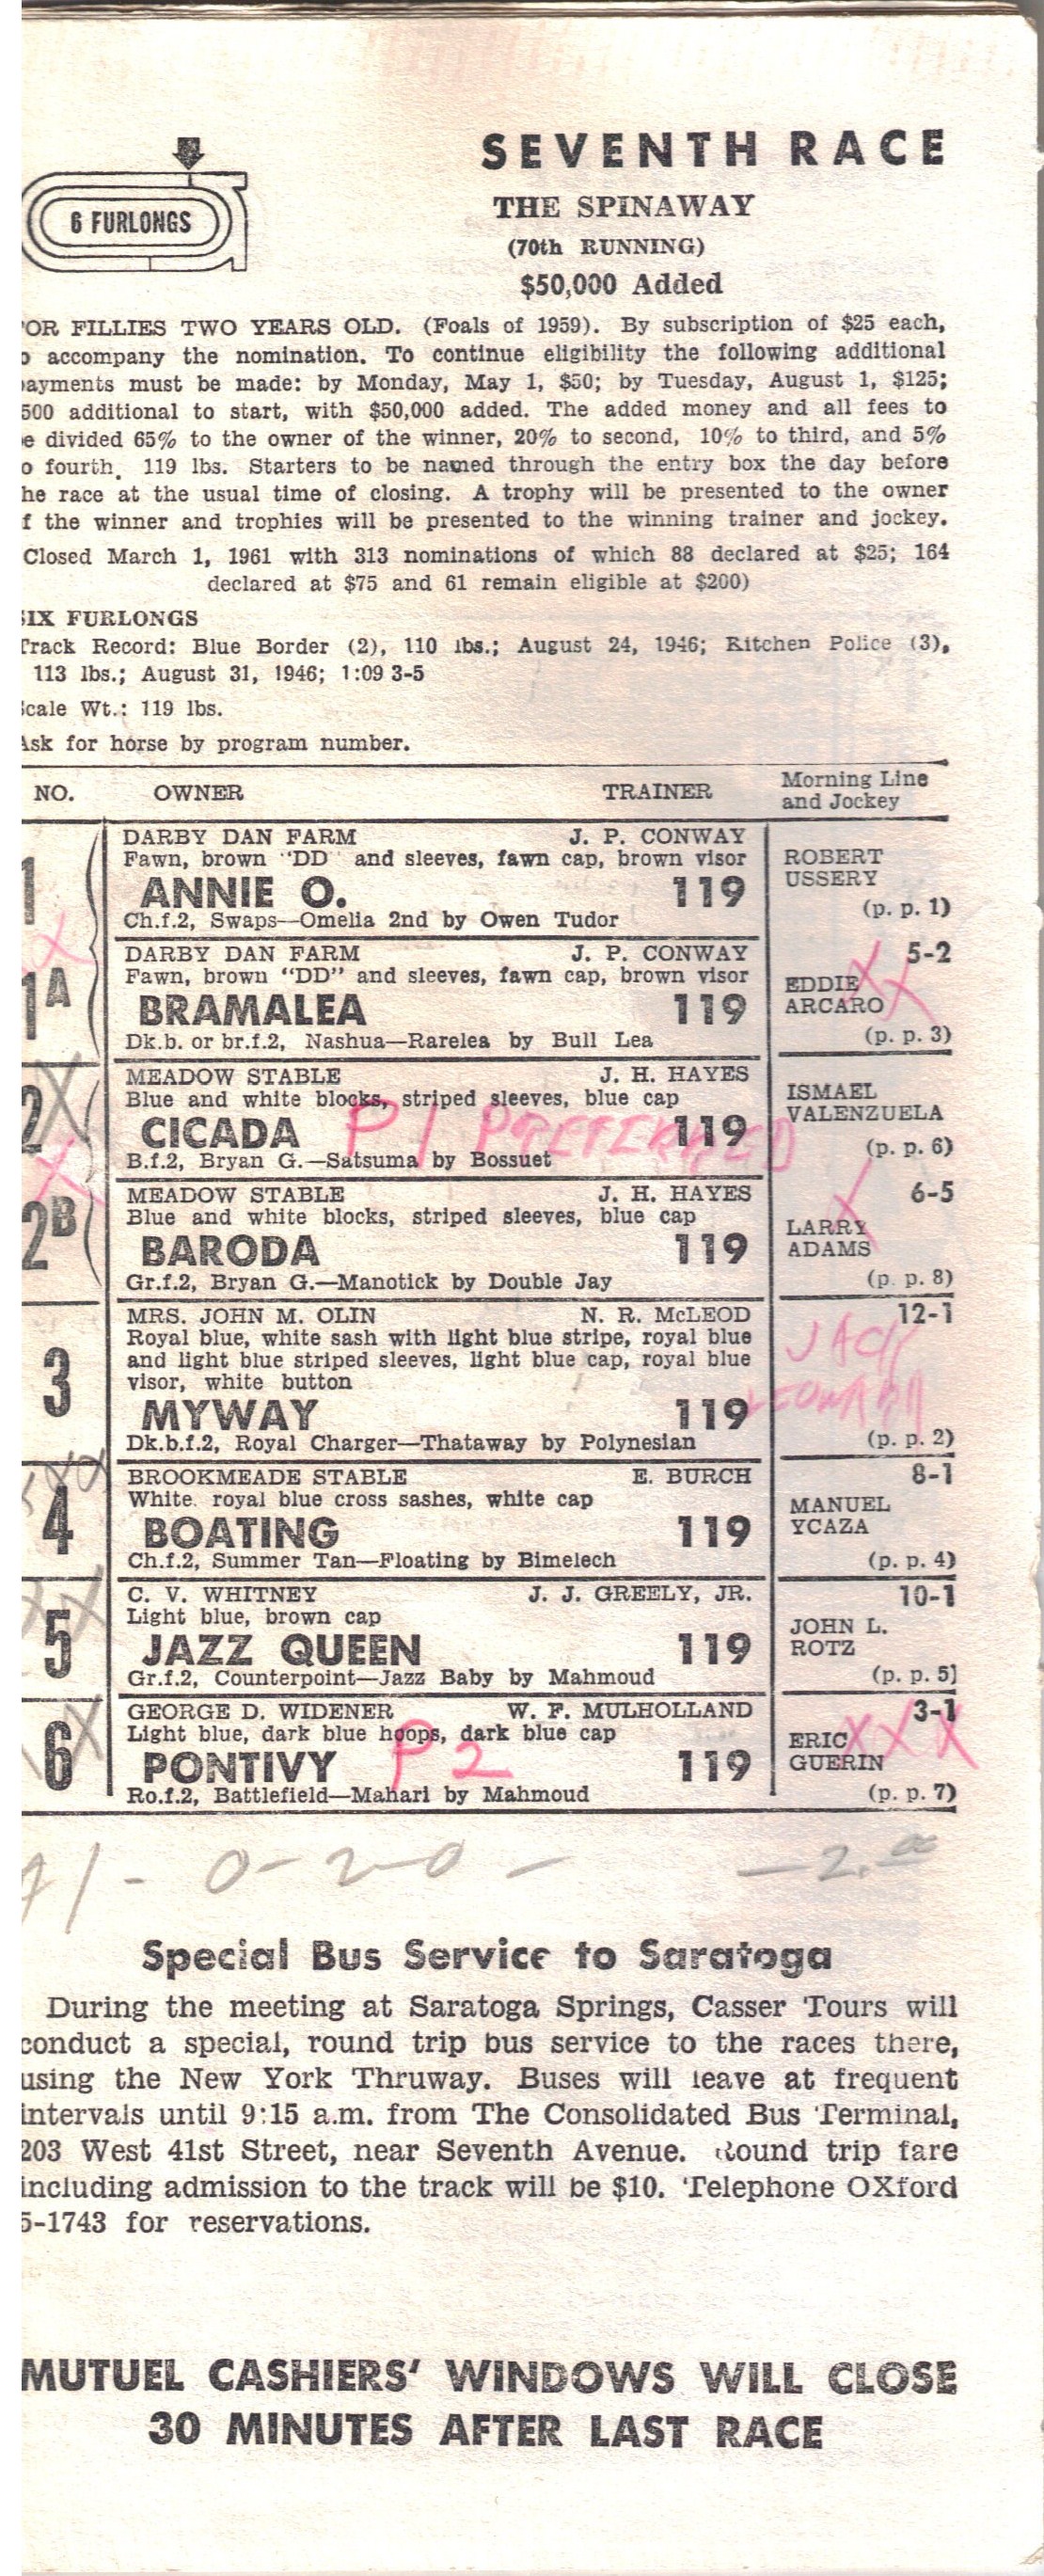 SEVENTH RACE
6 FURLONGS
THE SPINAWAY
(70th RUNNING)
$50,000 Added
OR FILLIES TWO YEARS OLD. (Foals of 1959). By subscription of $25 each,
accompany the nomination. To continue eligibility the following additional
ayments must be made: by Monday, May 1, $50; by Tuesday, August 1, $125;
500 additional to start, with $50,000 added. The added money and all fees to
e divided 65% to the owner of the winner, 20% to second, 10% to third, and 5%
o fourth. 119 lbs. Starters to be named through the entry box the day before
he race at the usual time of closing. A trophy will be presented to the owner
f the winner and trophies will be presented to the winning trainer and jockey.
Closed March 1, 1961 with 313 nominations of which 88 declared at $25; 164
declared at $75 and 61 remain eligible at $200)
SIX FURLONGS
Track Record: Blue Border (2), 110 lbs.; August 24, 1946; Kitchen Police (3),
113 lbs.; August 31, 1946; 1:09 3-5
Scale Wt.: 119 lbs.
Ask for horse by program number.
NO. OWNER TRAINER Morning Line and Jockey
1 DARBY DAN FARM J. P. CONWAY
Fawn, brown "DD" and sleeves, fawn cap, brown visor
ANNIE O. 119
Ch.f.2, Swaps—Omelia 2nd by Owen Tudor
ROBERT
USSERY
(p. p. 1)
1A DARBY DAN FARM J. P. CONWAY
Fawn, brown "DD" and sleeves, fawn cap, brown visor
BRAMALEA 119
Dk.b. or br.f.2, Nashua—Rarelea by Bull Lea
5-2
EDDIE XX
ARCARO
(p. p. 3)
2 MEADOW STABLE J. H. HAYES
Blue and white blocks, striped sleeves, blue cap
CICADA P1 PREFERRED 119
B.f.2, Bryan G.—Satsuma by Bossuet
ISMAEL
VALENZUELA
(p. p. 6)
2B MEADOW STABLE J. H. HAYES
Blue and white blocks, striped sleeves, blue cap
BARODA 119
Gr.f.2, Bryan G.—Manotick by Double Jay
6-5
LARRY X
ADAMS
(p. p. 8)
3 MRS. JOHN M. OLIN N. R. McLEOD
Royal blue, white sash with light blue stripe, royal blue
and light blue striped sleeves, light blue cap, royal blue
visor, white button
MYWAY 119
Dk.b.f.2, Royal Charger—Thataway by Polynesian
12-1
JACK
LEONARD
(p. p. 2)
4 BROOKMEADE STABLE E. BURCH
White, royal blue cross sashes, white cap
BOATING 119
Ch.f.2, Summer Tan—Floating by Bimelech
8-1
MANUEL
YCAZA
(p. p. 4)
5 C. V. WHITNEY J. J. GREELY, JR.
Light blue, brown cap
JAZZ QUEEN 119
Gr.f.2, Counterpoint—Jazz Baby by Mahmoud
10-1
JOHN L.
ROTZ
(p. p. 5)
6 GEORGE D. WIDENER W. F. MULHOLLAND
Light blue, dark blue hoops, dark blue cap
PONTIVY P2 119
Ro.f.2, Battlefield—Mahari by Mahmoud
3-1
ERIC XXX
GUERIN
(p. p. 7)
1 - 0-2-0 - - 2.00
Special Bus Service to Saratoga
During the meeting at Saratoga Springs, Casser Tours will
conduct a special, round trip bus service to the races there,
using the New York Thruway. Buses will leave at frequent
intervals until 9:15 a.m. from The Consolidated Bus Terminal,
203 West 41st Street, near Seventh Avenue. Round trip fare
including admission to the track will be $10. Telephone OXford
5-1743 for reservations.
MUTUEL CASHIERS' WINDOWS WILL CLOSE
30 MINUTES AFTER LAST RACE